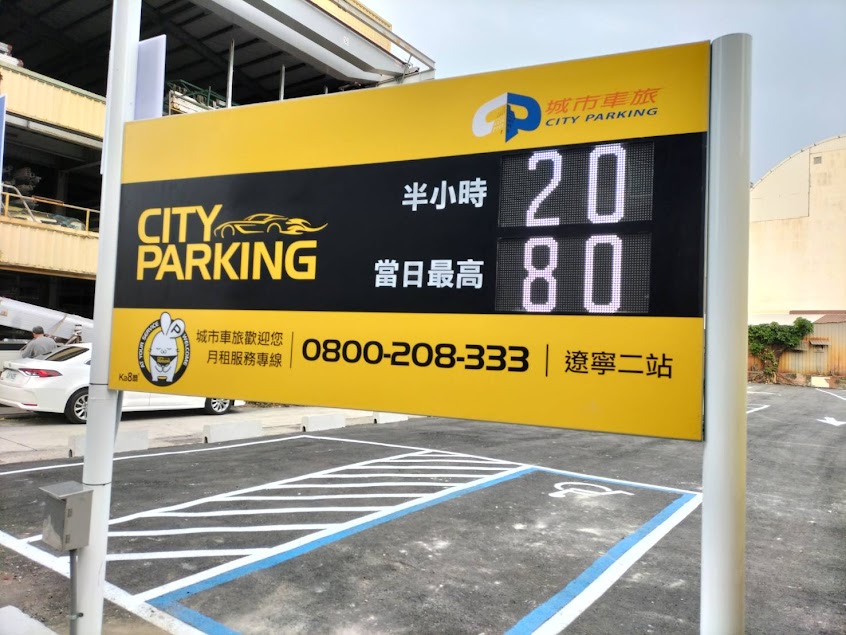 城市車旅
CITY PARKING
半小時 20
CITY
PARKING
當日最高 80
城市車旅歡迎您
月租服務專線
0800-208-333
遼寧二站